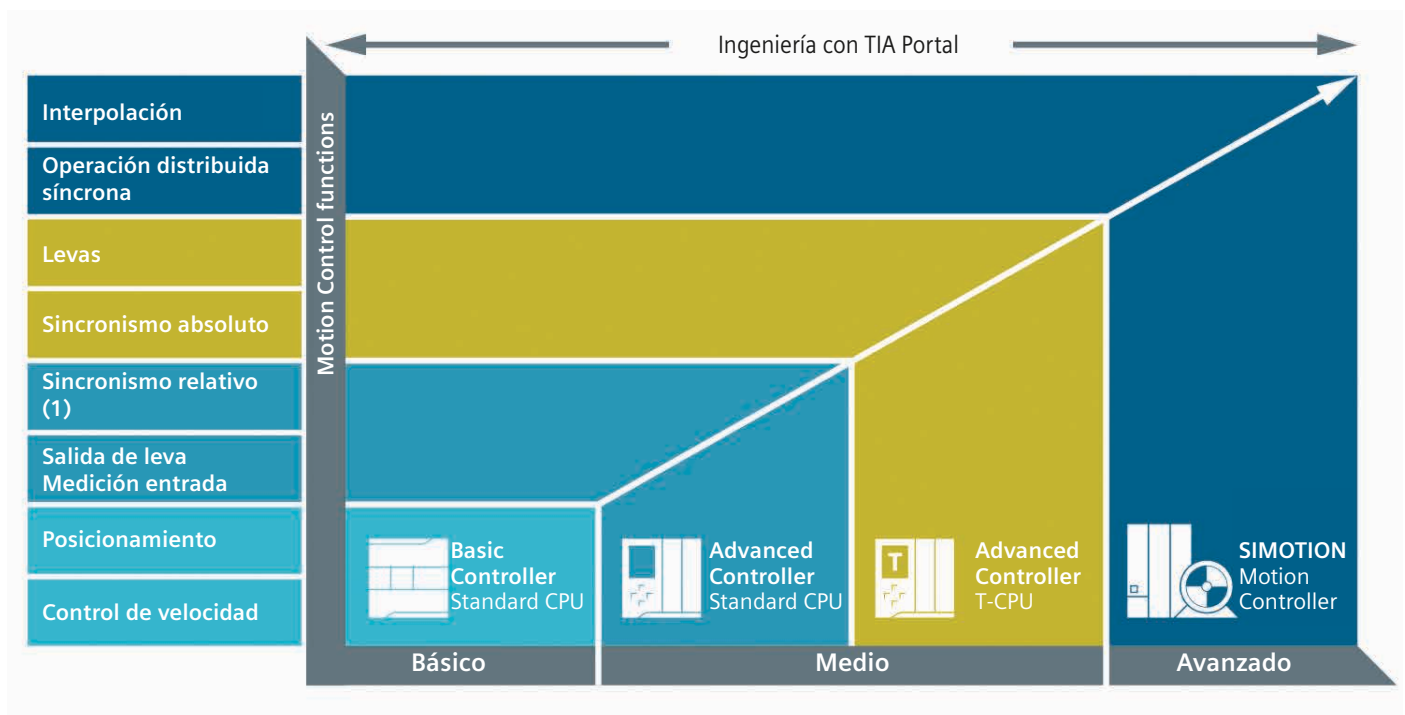 Ingeniería con TIA Portal
Motion Control functions
Interpolación
Operación distribuida
síncrona
Levas
Sincronismo absoluto
Sincronismo relativo
(1)
Salida de leva
Medición entrada
Posicionamiento
Control de velocidad
Basic
Controller
Standard CPU
Advanced
Controller
Standard CPU
T
Advanced
Controller
T-CPU
SIMOTION
Motion
Controller
Básico
Medio
Avanzado